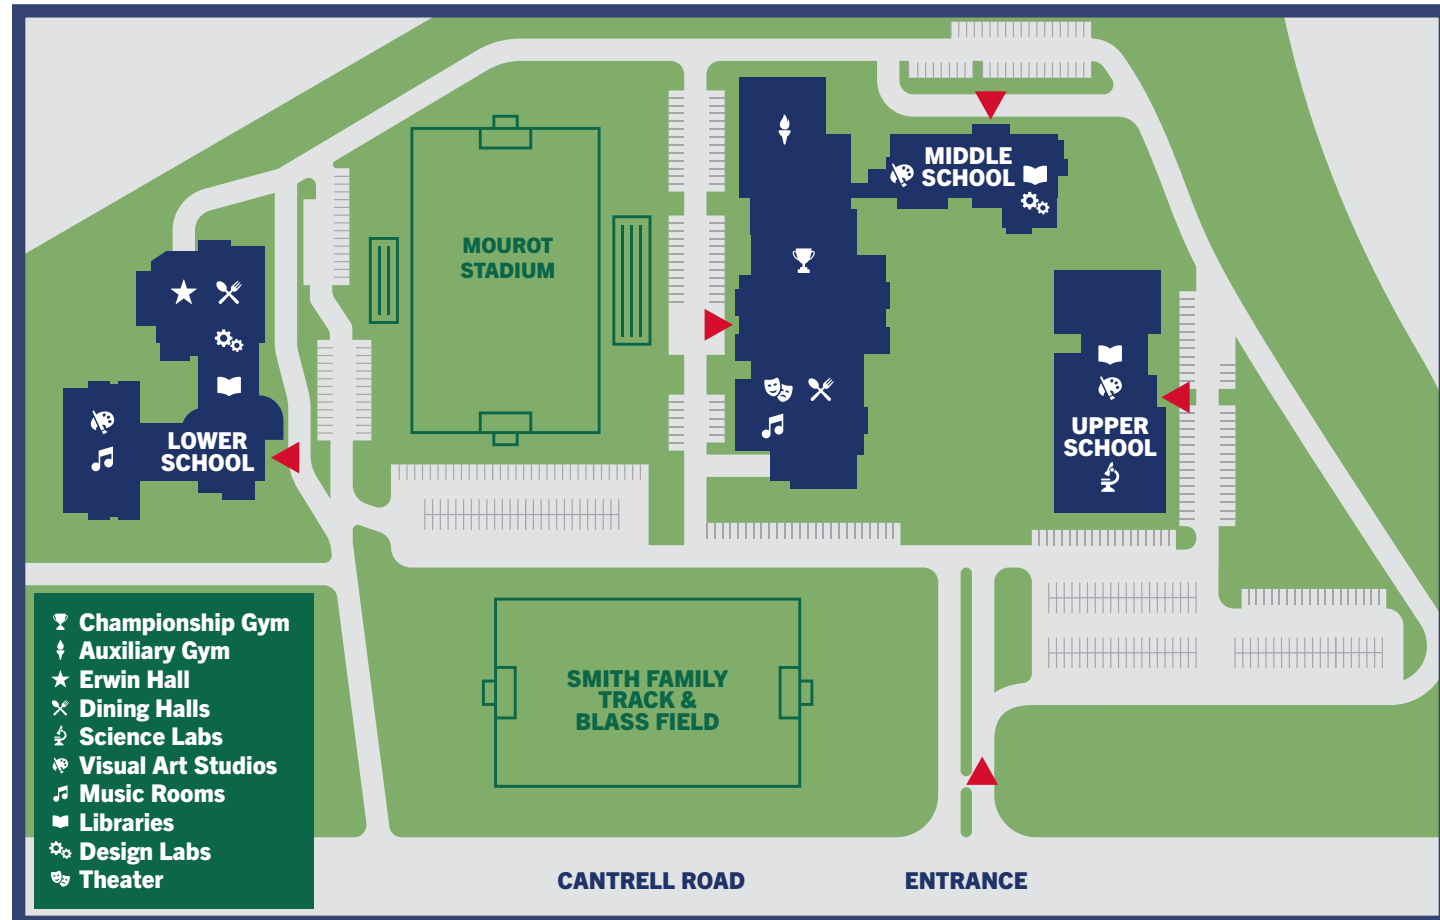 MIDDLE
SCHOOL
MOUROT
STADIUM
LOWER
SCHOOL
UPPER
SCHOOL
Championship Gym
Auxiliary Gym
Erwin Hall
Dining Halls
Science Labs
Visual Art Studios
Music Rooms
Libraries
Design Labs
Theater
SMITH FAMILY
TRACK &
BLASS FIELD
CANTRELL ROAD
ENTRANCE